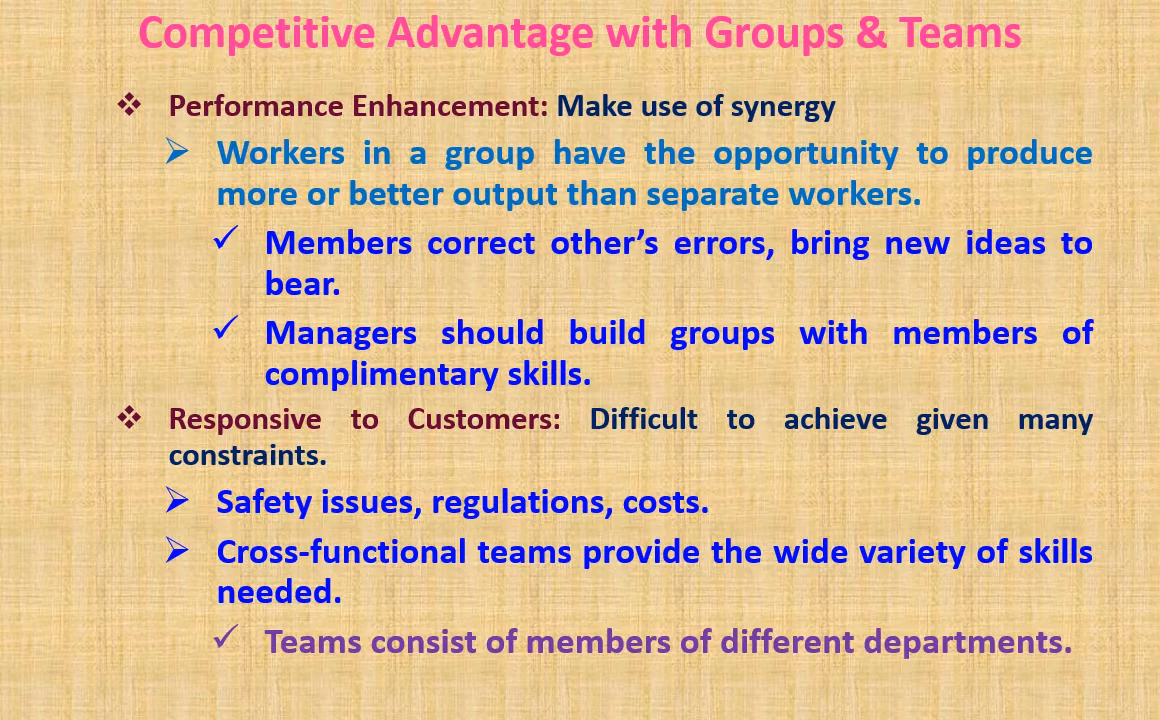 Competitive Advantage with Groups & Teams
❖ Performance Enhancement: Make use of synergy
➢ Workers in a group have the opportunity to produce
more or better output than separate workers.
✓ Members correct other’s errors, bring new ideas to
bear.
✓ Managers should build groups with members of
complimentary skills.
❖ Responsive to Customers: Difficult to achieve given many
constraints.
➢ Safety issues, regulations, costs.
➢ Cross-functional teams provide the wide variety of skills
needed.
✓ Teams consist of members of different departments.